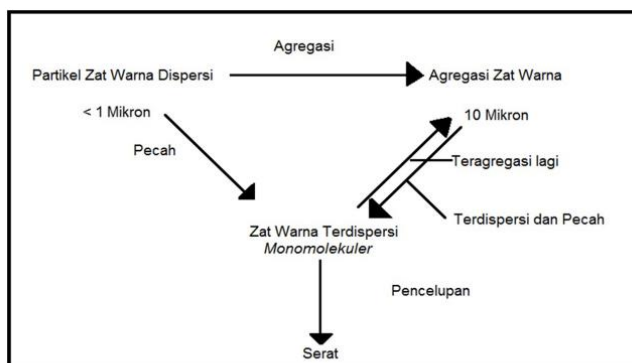 Agregasi
Partikel Zat Warna Dispersi
Agregasi Zat Warna
< 1 Mikron
10 Mikron
Pecah
Teragregasi lagi
Terdispersi dan Pecah
Zat Warna Terdispersi
Monomolekuler
Pencelupan
Serat